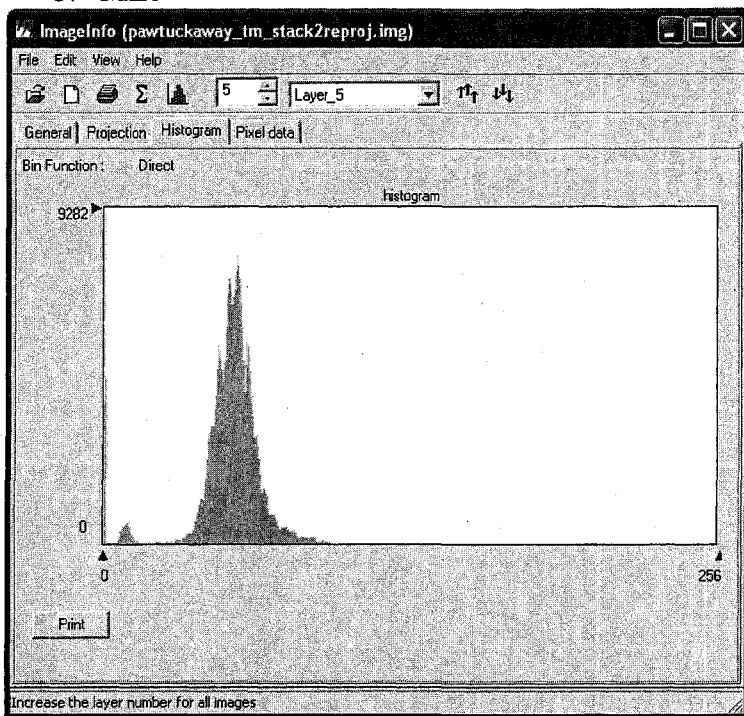 ImageInfo (pawtuckaway_tm_stack2reproj.img)
File Edit View Help
Σ 5 Layer_5
General Projection Histogram Pixel data
Bin Function : Direct
histogram
9282
0
0 256
Print
Increase the layer number for all images